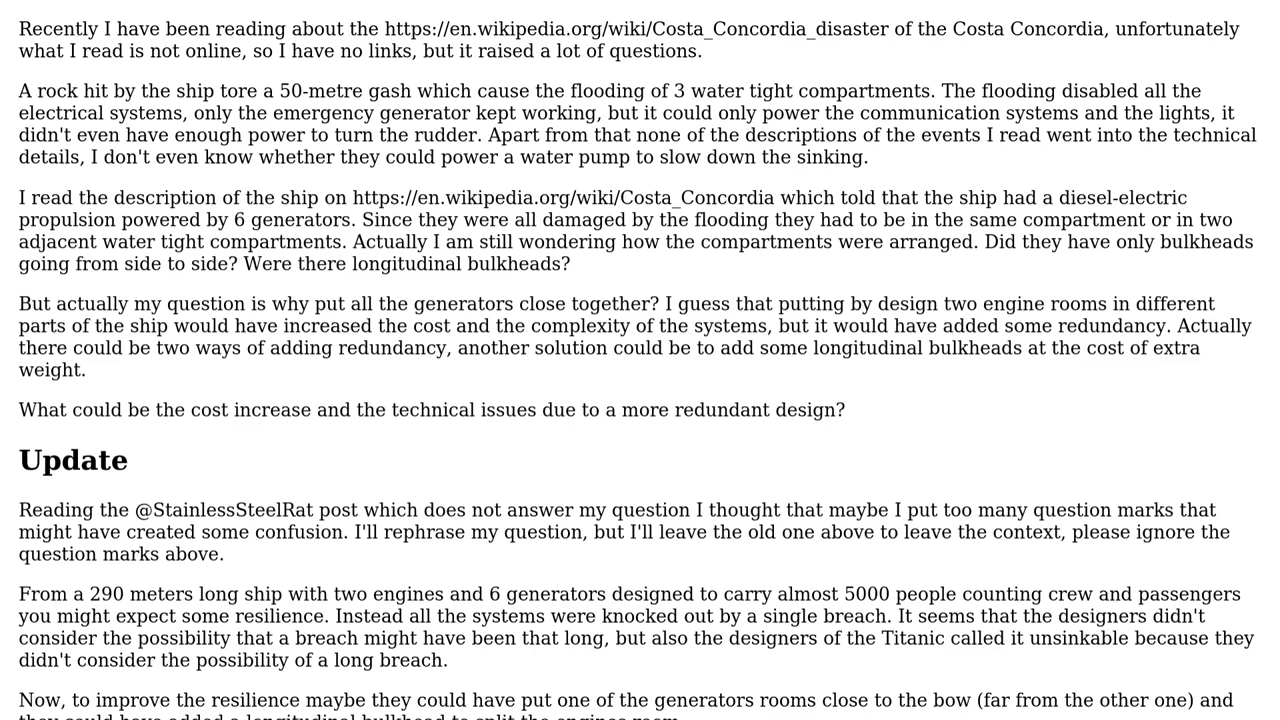 Recently I have been reading about the https://en.wikipedia.org/wiki/Costa_Concordia_disaster of the Costa Concordia, unfortunately
what I read is not online, so I have no links, but it raised a lot of questions.
A rock hit by the ship tore a 50-metre gash which cause the flooding of 3 water tight compartments. The flooding disabled all the
electrical systems, only the emergency generator kept working, but it could only power the communication systems and the lights, it
didn't even have enough power to turn the rudder. Apart from that none of the descriptions of the events I read went into the technical
details, I don't even know whether they could power a water pump to slow down the sinking.
I read the description of the ship on https://en.wikipedia.org/wiki/Costa_Concordia which told that the ship had a diesel-electric
propulsion powered by 6 generators. Since they were all damaged by the flooding they had to be in the same compartment or in two
adjacent water tight compartments. Actually I am still wondering how the compartments were arranged. Did they have only bulkheads
going from side to side? Were there longitudinal bulkheads?
But actually my question is why put all the generators close together? I guess that putting by design two engine rooms in different
parts of the ship would have increased the cost and the complexity of the systems, but it would have added some redundancy. Actually
there could be two ways of adding redundancy, another solution could be to add some longitudinal bulkheads at the cost of extra
weight.
What could be the cost increase and the technical issues due to a more redundant design?
Update
Reading the @StainlessSteelRat post which does not answer my question I thought that maybe I put too many question marks that
might have created some confusion. I'll rephrase my question, but I'll leave the old one above to leave the context, please ignore the
question marks above.
From a 290 meters long ship with two engines and 6 generators designed to carry almost 5000 people counting crew and passengers
you might expect some resilience. Instead all the systems were knocked out by a single breach. It seems that the designers didn't
consider the possibility that a breach might have been that long, but also the designers of the Titanic called it unsinkable because they
didn't consider the possibility of a long breach.
Now, to improve the resilience maybe they could have put one of the generators rooms close to the bow (far from the other one) and
they could have added a longitudinal bulkhead to split the engines room.